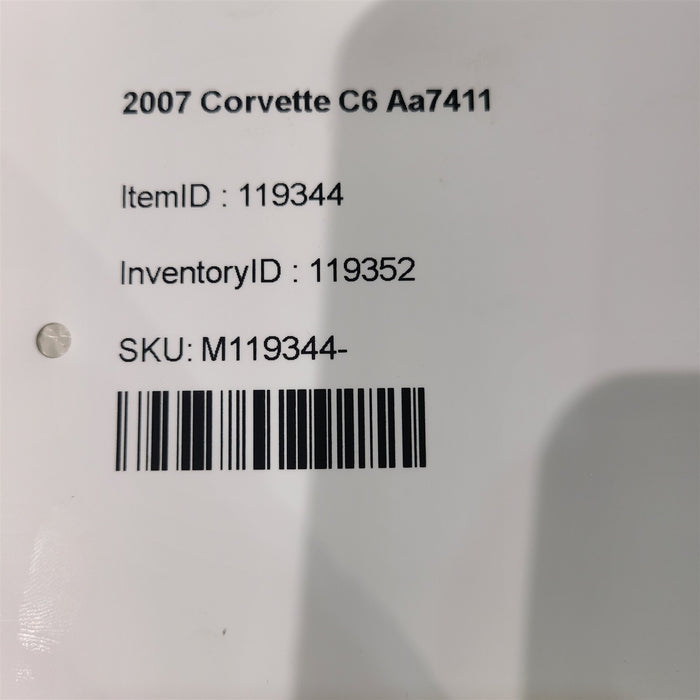 2007 Corvette C6 Aa7411
ItemID : 119344
InventoryID : 119352
SKU: M119344-